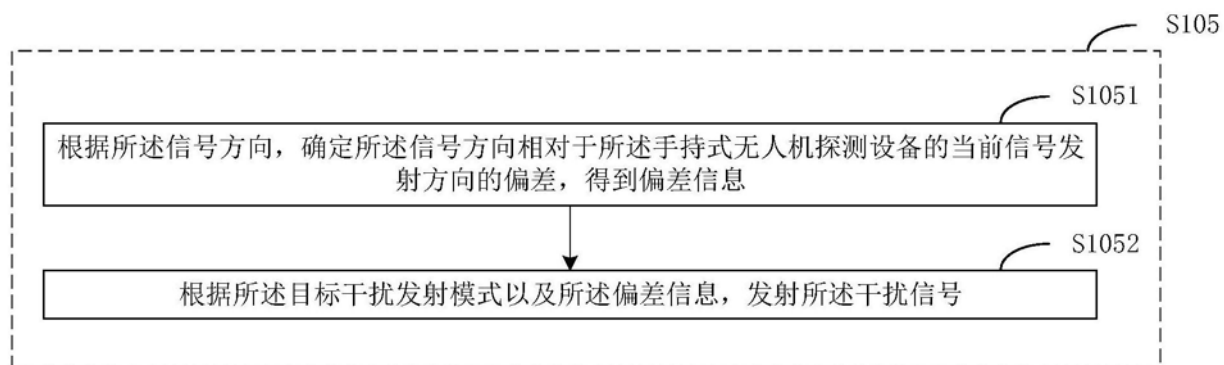 S105
S1051
根据所述信号方向，确定所述信号方向相对于所述手持式无人机探测设备的当前信号发
射方向的偏差，得到偏差信息
S1052
根据所述目标干扰发射模式以及所述偏差信息，发射所述干扰信号